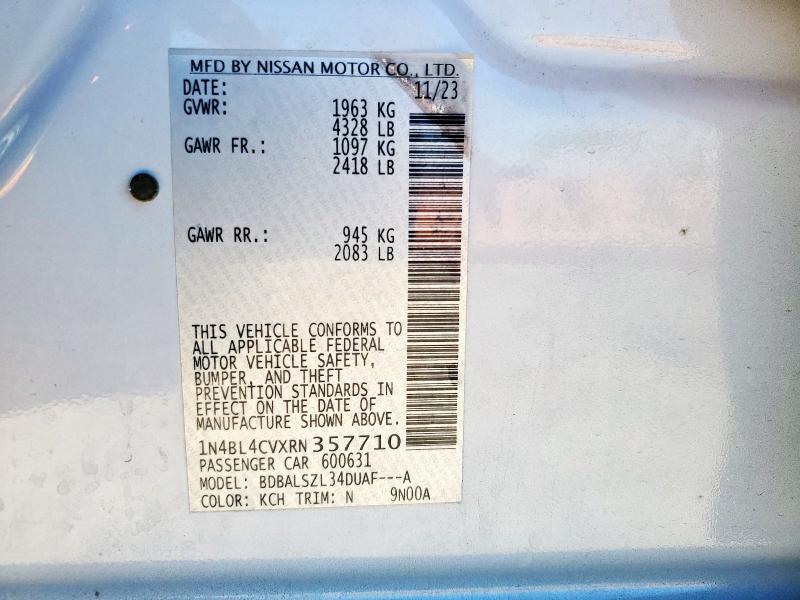 MFD BY NISSAN MOTOR CO., LTD.
DATE: 11/23
GVWR: 1963 KG
4328 LB
GAWR FR.: 1097 KG
2418 LB
GAWR RR.: 945 KG
2083 LB
THIS VEHICLE CONFORMS TO
ALL APPLICABLE FEDERAL
MOTOR VEHICLE SAFETY,
BUMPER, AND THEFT
PREVENTION STANDARDS IN
EFFECT ON THE DATE OF
MANUFACTURE SHOWN ABOVE.
1N4BL4CVXRN357710
PASSENGER CAR 600631
MODEL: BDBALSZL34DUAF---A
COLOR: KCH TRIM: N 9N00A